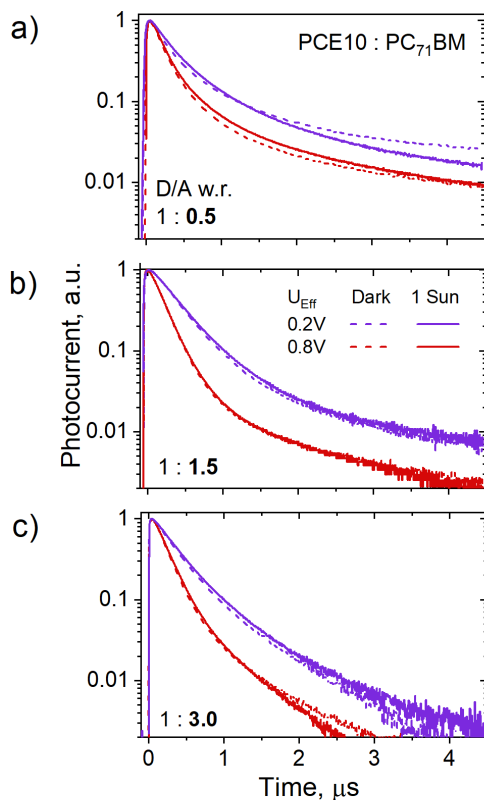 a)
PCE10 : PC₇₁BM
1
0.1
0.01
D/A w.r.
1 : 0.5
b)
U_Eff Dark 1 Sun
0.2V
0.8V
1
0.1
0.01
1 : 1.5
Photocurrent, a.u.
c)
1
0.1
0.01
1 : 3.0
0 1 2 3 4
Time, μs